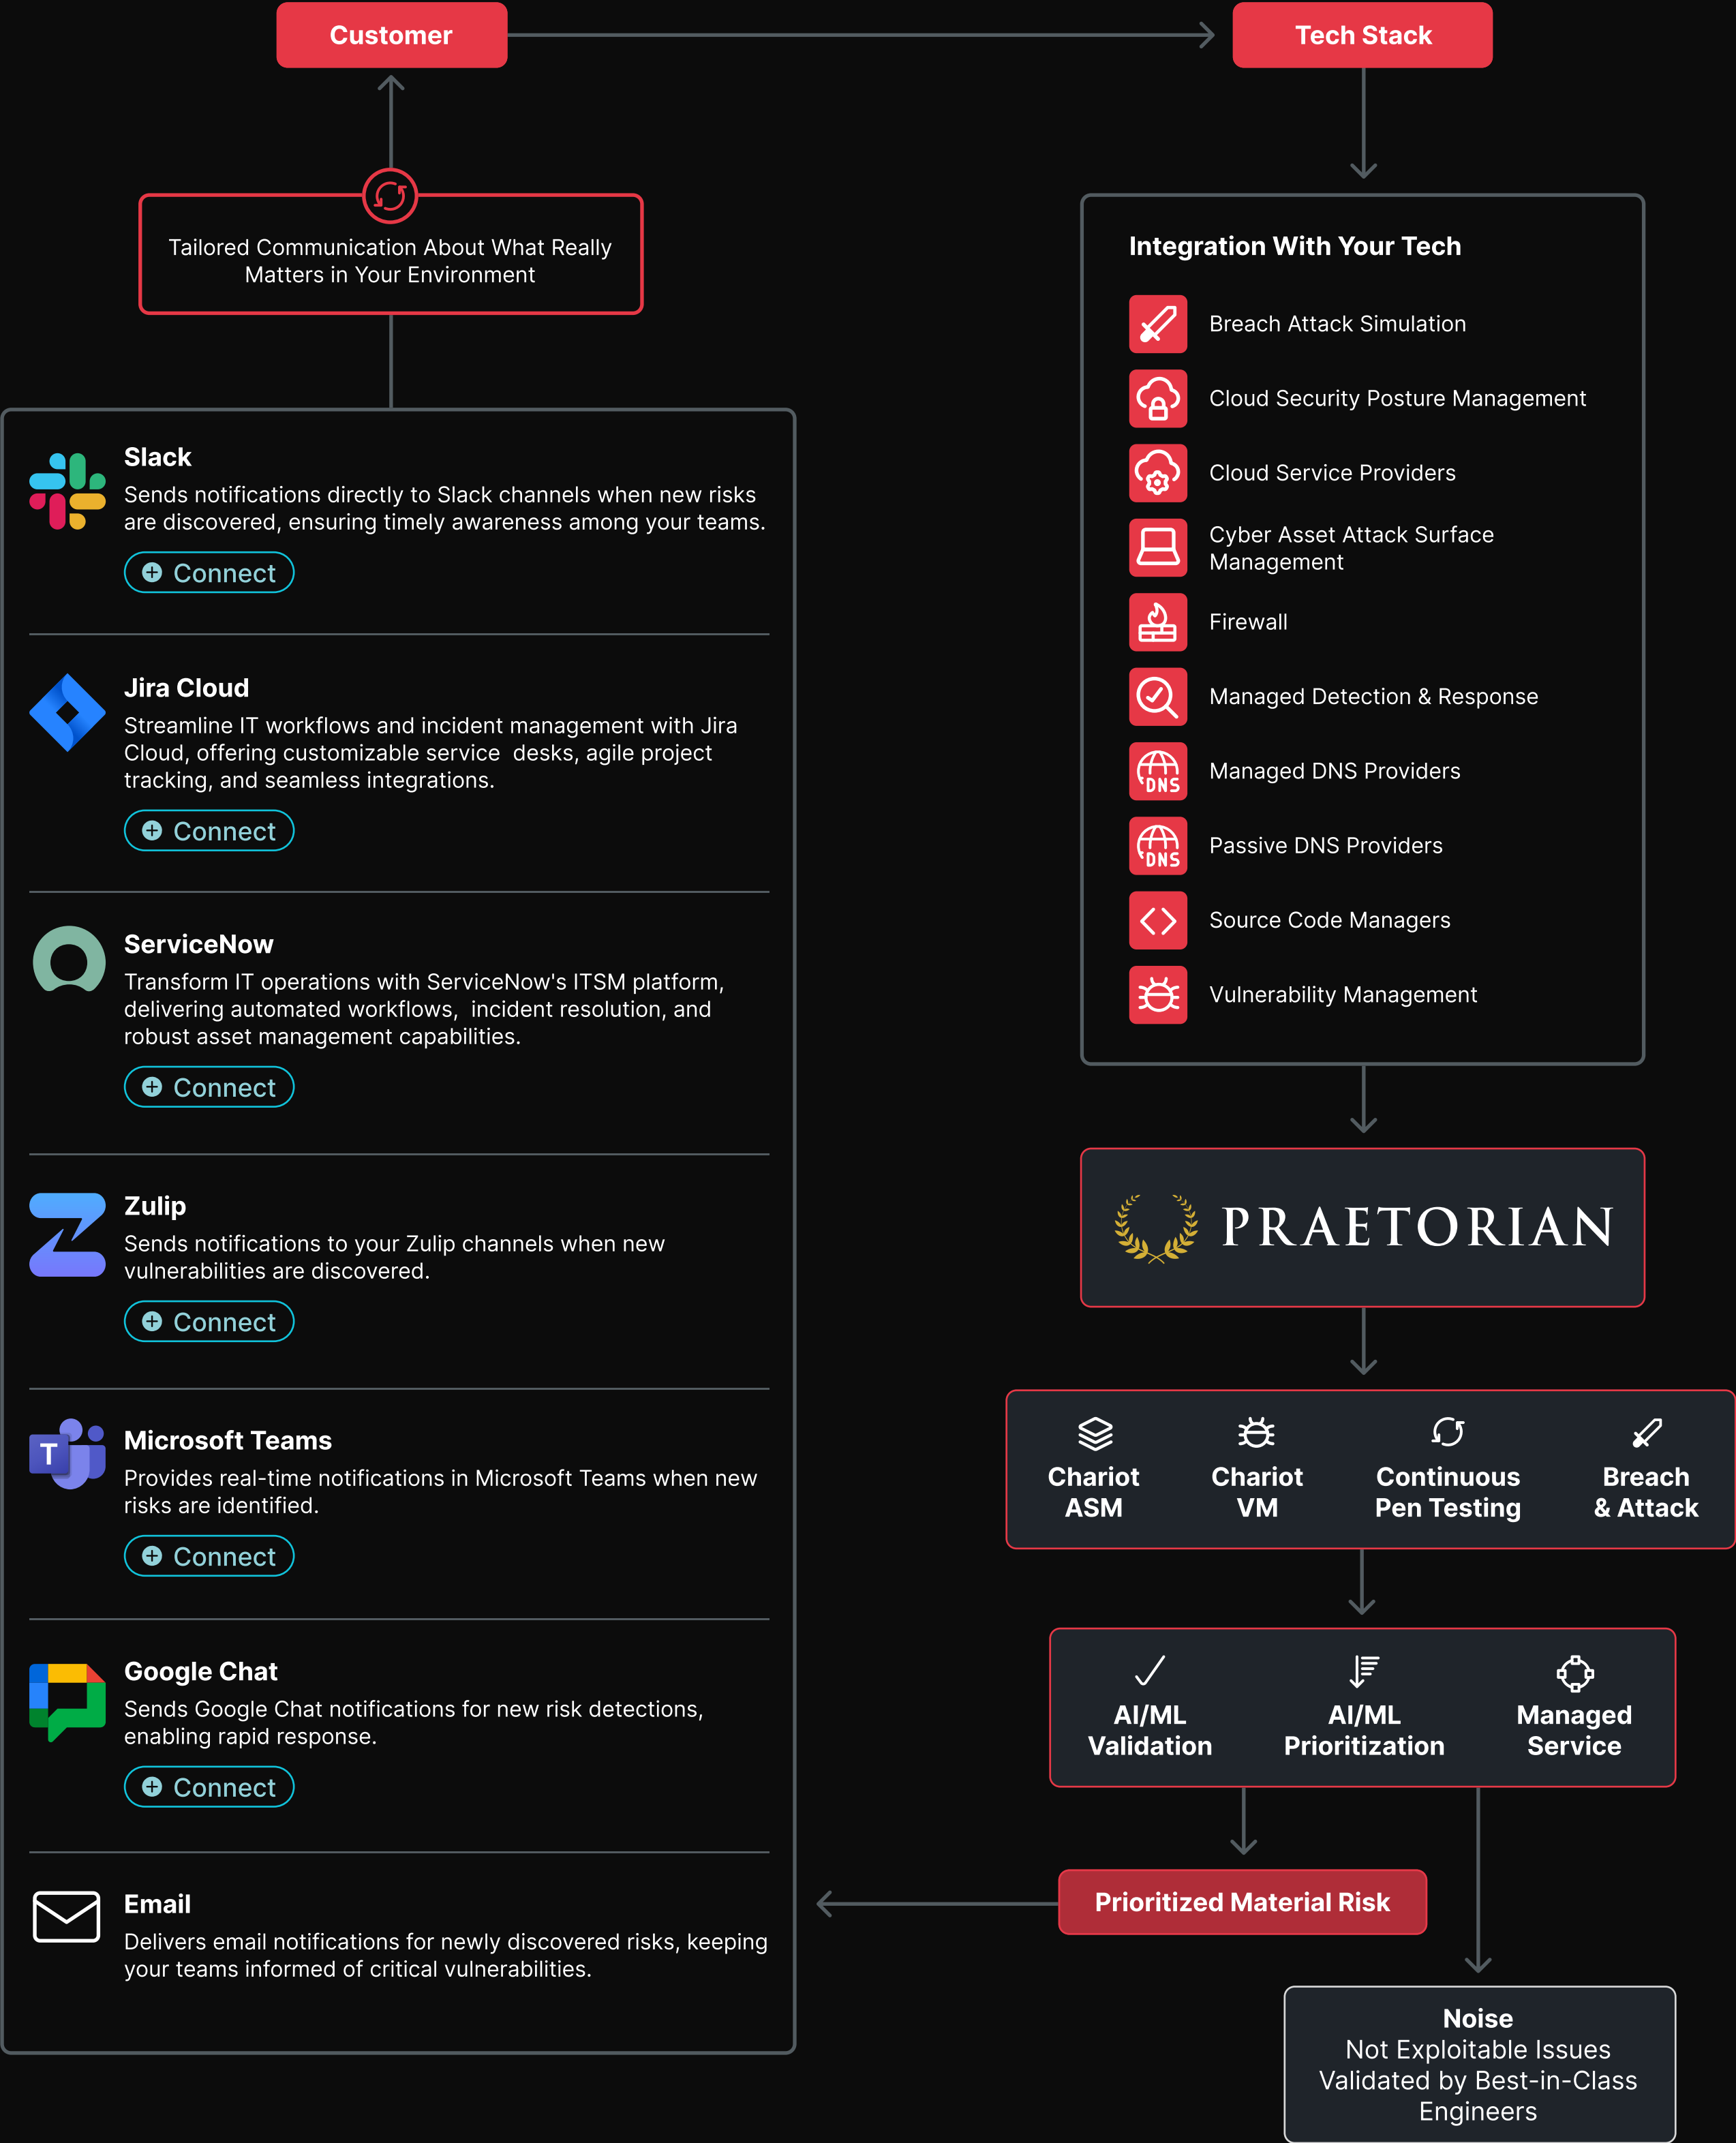 Customer
Tech Stack
Tailored Communication About What Really
Matters in Your Environment
Slack
Sends notifications directly to Slack channels when new risks
are discovered, ensuring timely awareness among your teams.
Connect
Jira Cloud
Streamline IT workflows and incident management with Jira
Cloud, offering customizable service  desks, agile project
tracking, and seamless integrations.
Connect
ServiceNow
Transform IT operations with ServiceNow's ITSM platform,
delivering automated workflows,  incident resolution, and
robust asset management capabilities.
Connect
Zulip
Sends notifications to your Zulip channels when new
vulnerabilities are discovered.
Connect
T
Microsoft Teams
Provides real-time notifications in Microsoft Teams when new
risks are identified.
Connect
Google Chat
Sends Google Chat notifications for new risk detections,
enabling rapid response.
Connect
Email
Delivers email notifications for newly discovered risks, keeping
your teams informed of critical vulnerabilities.
Integration With Your Tech
Breach Attack Simulation
Cloud Security Posture Management
Cloud Service Providers
Cyber Asset Attack Surface
Management
Firewall
Managed Detection & Response
DNS
Managed DNS Providers
DNS
Passive DNS Providers
Source Code Managers
Vulnerability Management
PRAETORIAN
Chariot
ASM
Chariot
VM
Continuous
Pen Testing
Breach
& Attack
AI/ML
Validation
AI/ML
Prioritization
Managed
Service
Prioritized Material Risk
Noise
Not Exploitable Issues
Validated by Best-in-Class
Engineers